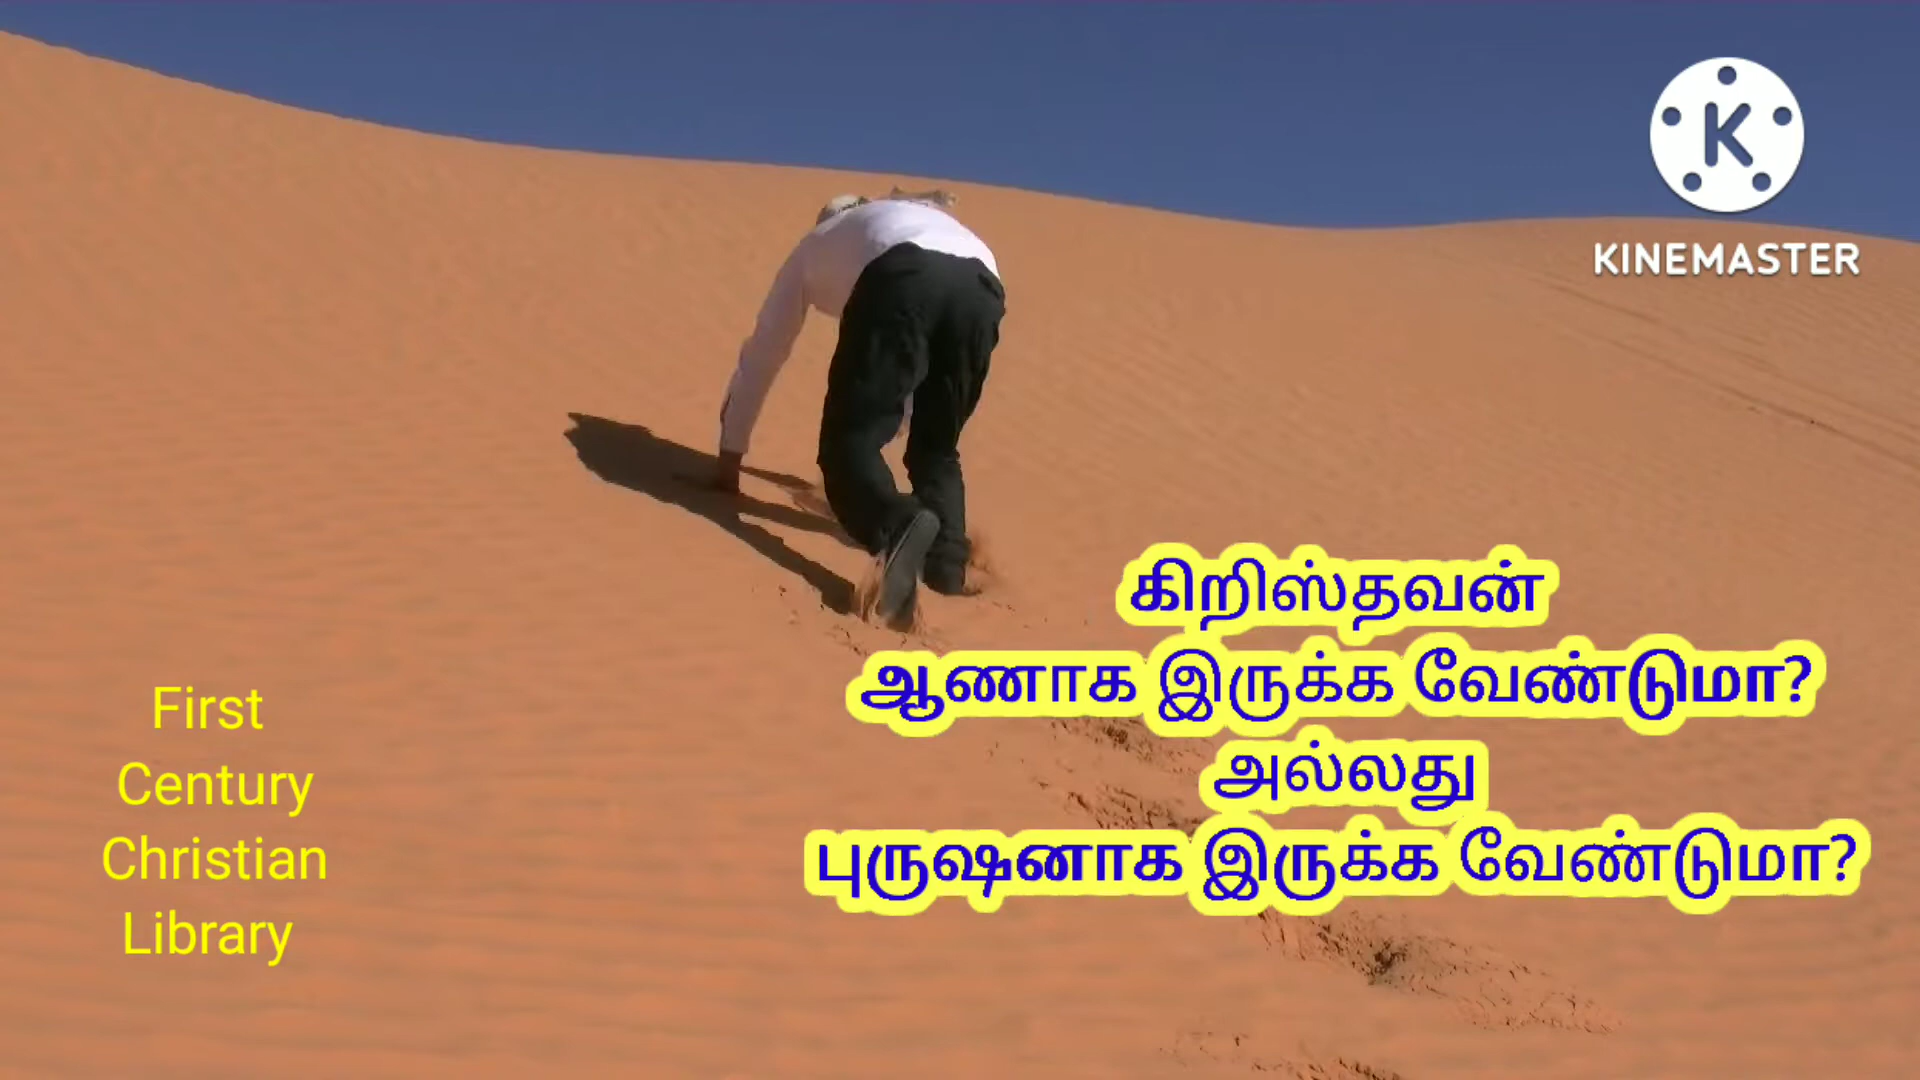 K
KINEMASTER
கிறிஸ்தவன்
ஆணாக இருக்க வேண்டுமா?
அல்லது
புருஷனாக இருக்க வேண்டுமா?
First
Century
Christian
Library